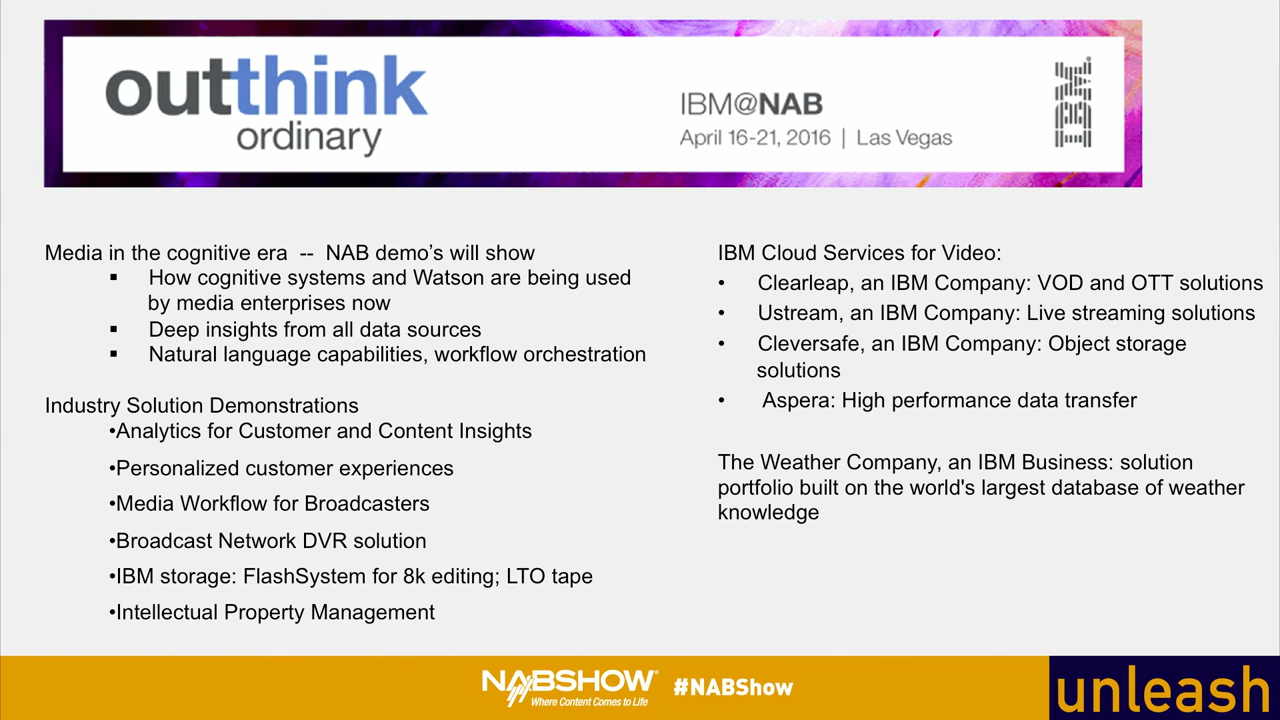 outthink
ordinary
IBM@NAB
April 16-21, 2016 | Las Vegas
IBM®
Media in the cognitive era -- NAB demo's will show
▪ How cognitive systems and Watson are being used
by media enterprises now
▪ Deep insights from all data sources
▪ Natural language capabilities, workflow orchestration
Industry Solution Demonstrations
•Analytics for Customer and Content Insights
•Personalized customer experiences
•Media Workflow for Broadcasters
•Broadcast Network DVR solution
•IBM storage: FlashSystem for 8k editing; LTO tape
•Intellectual Property Management
IBM Cloud Services for Video:
• Clearleap, an IBM Company: VOD and OTT solutions
• Ustream, an IBM Company: Live streaming solutions
• Cleversafe, an IBM Company: Object storage
solutions
• Aspera: High performance data transfer
The Weather Company, an IBM Business: solution
portfolio built on the world's largest database of weather
knowledge
NABSHOW®
Where Content Comes to Life
#NABShow
unleash